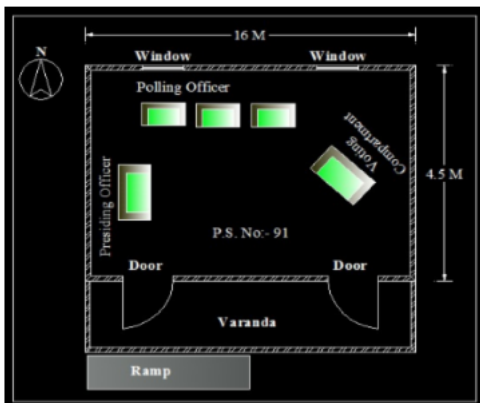 16 M
N
Window
Window
Polling Officer
Voting
Compartment
4.5 M
Presiding Officer
P.S. No:- 91
Door
Door
Varanda
Ramp